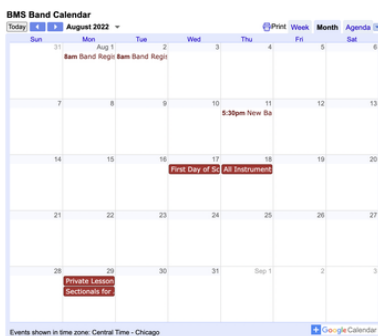 BMS Band Calendar
Today August 2022 Print Week Month Agenda
Sun Mon Tue Wed Thu Fri Sat
31 Aug 1 2 3 4 5 6
8am Band Regis 8am Band Regis
7 8 9 10 11 12 13
5:30pm New Ba
14 15 16 17 18 19 20
First Day of Sc All Instrument
21 22 23 24 25 26 27
28 29 30 31 Sep 1 2 3
Private Lesson
Sectionals for
Events shown in time zone: Central Time - Chicago
Google Calendar